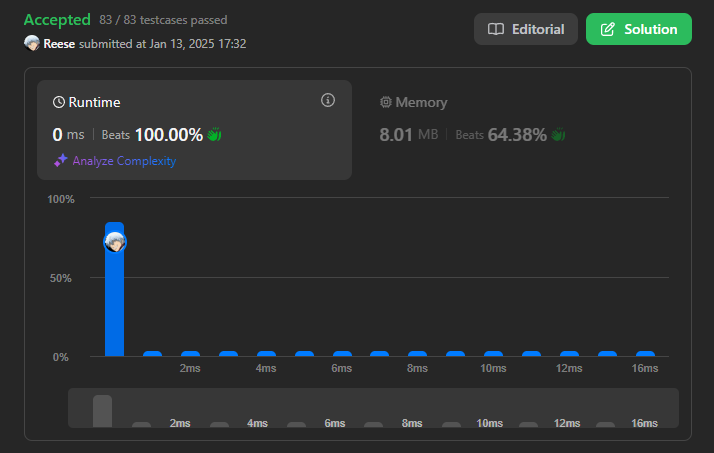 Accepted 83 / 83 testcases passed
Reese submitted at Jan 13, 2025 17:32
Editorial
Solution
Runtime
0 ms | Beats 100.00%
Analyze Complexity
Memory
8.01 MB | Beats 64.38%
100%
50%
0%
2ms 4ms 6ms 8ms 10ms 12ms 16ms
2ms 4ms 6ms 8ms 10ms 12ms 16ms